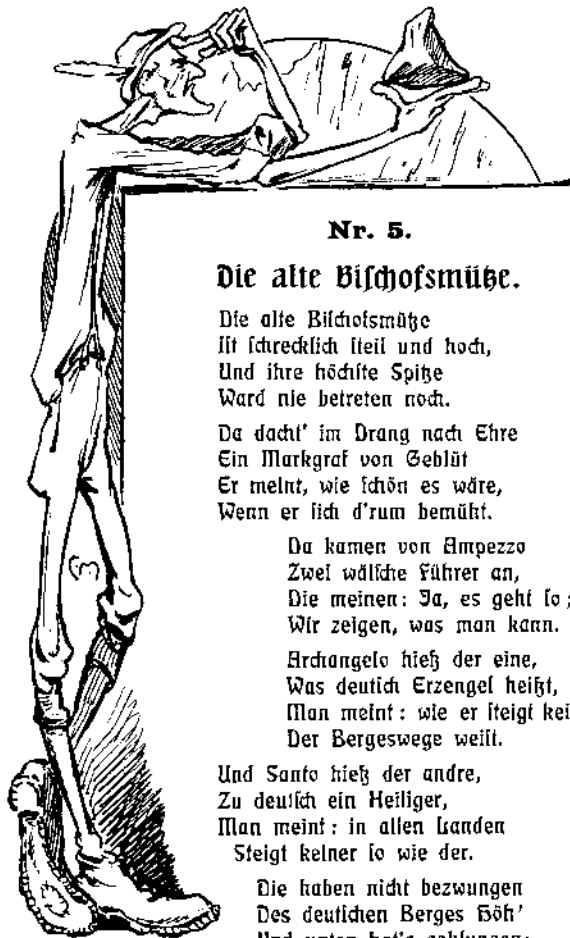 Nr. 5.
Die alte Bischofsmütze.
Die alte Bischofsmütze
Ist schrecklich steil und hoch,
Und ihre höchste Spitze
Ward nie betreten noch.
Da dacht' im Drang nach Ehre
Ein Markgraf von Geblüt
Er meint, wie schön es wäre,
Wenn er sich d'rum bemüht.
Da kamen von Ampezzo
Zwei wälsche Führer an,
Die meinen: Ja, es geht so;
Wir zeigen, was man kann.
Archangelo hieß der eine,
Was deutsch Erzengel heißt,
Man meint: wie er steigt kei
Der Bergeswege weist.
Und Santo hieß der andre,
Zu deutsch ein Heiliger,
Man meint: in allen Landen
Steigt keiner so wie der.
Die haben nicht bezwungen
Des deutschen Berges Höh'
Und unten hat's geklungen: